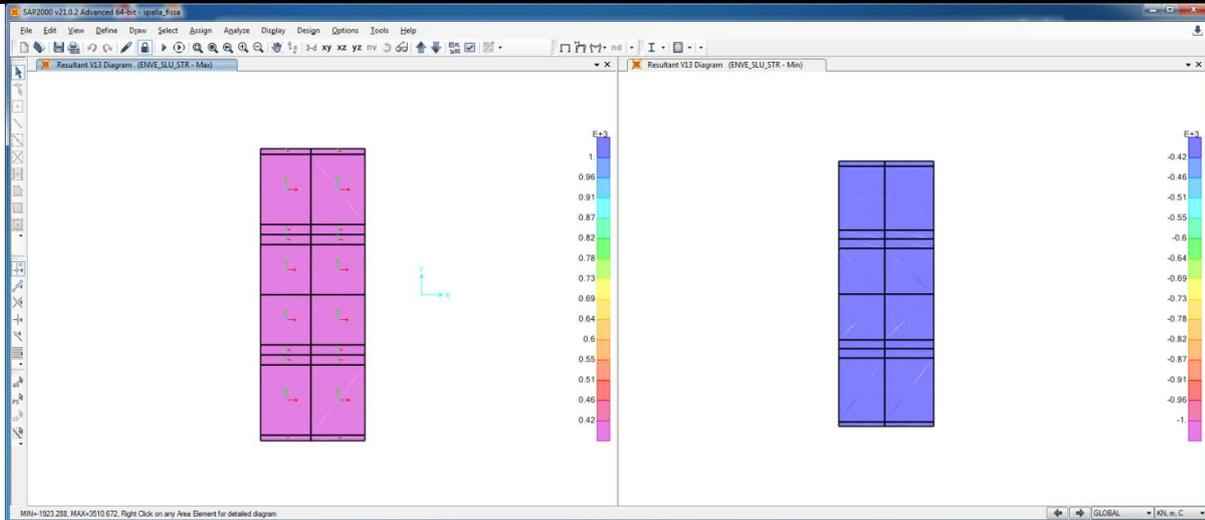 SAP2000 v21.0.2 Advanced 64-bit - spalla_fissa
File Edit View Define Draw Select Assign Analyze Display Design Options Tools Help
3-d xy xz yz nv
nd
Resultant V13 Diagram (ENVE_SLU_STR - Max)
Resultant V13 Diagram (ENVE_SLU_STR - Min)
E+3
1.
0.96
0.91
0.87
0.82
0.78
0.73
0.69
0.64
0.6
0.55
0.51
0.46
0.42
Y
X
E+3
-0.42
-0.46
-0.51
-0.55
-0.6
-0.64
-0.69
-0.73
-0.78
-0.82
-0.87
-0.91
-0.96
-1.
MIN=-1923.288, MAX=3510.672, Right Click on any Area Element for detailed diagram
GLOBAL
KN, m, C